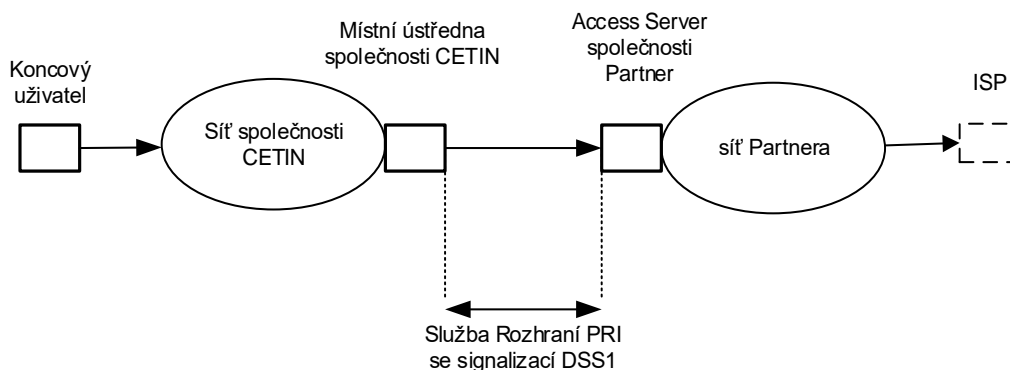 Koncový
uživatel
Síť společnosti
CETIN
Místní ústředna
společnosti CETIN
Access Server
společnosti
Partner
síť Partnera
ISP
Služba Rozhraní PRI
se signalizací DSS1